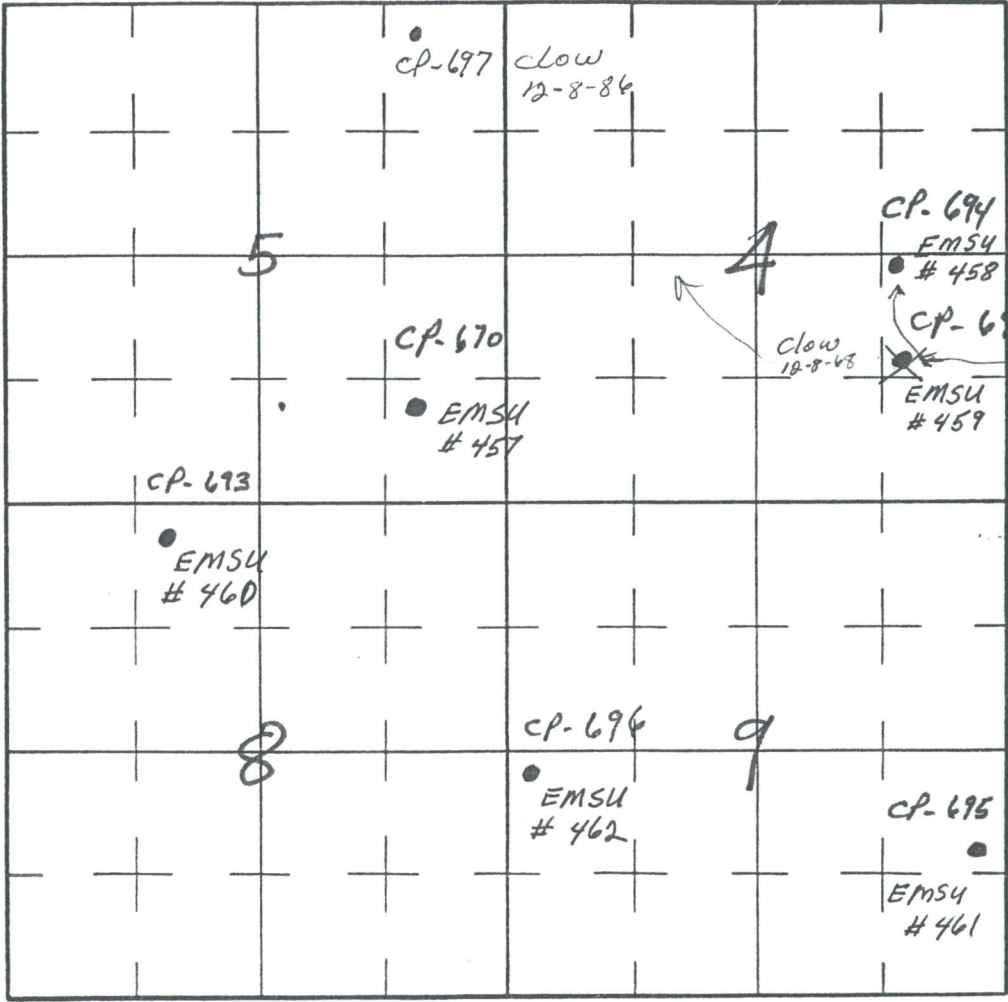 CP-697
Clow
12-8-86
CP-694
EMSU
# 458
5
4
CP-670
Clow
12-8-68
EMSU
# 459
EMSU
# 457
CP-693
EMSU
# 460
CP-696
8
9
EMSU
# 462
CP-695
EMSU
# 461